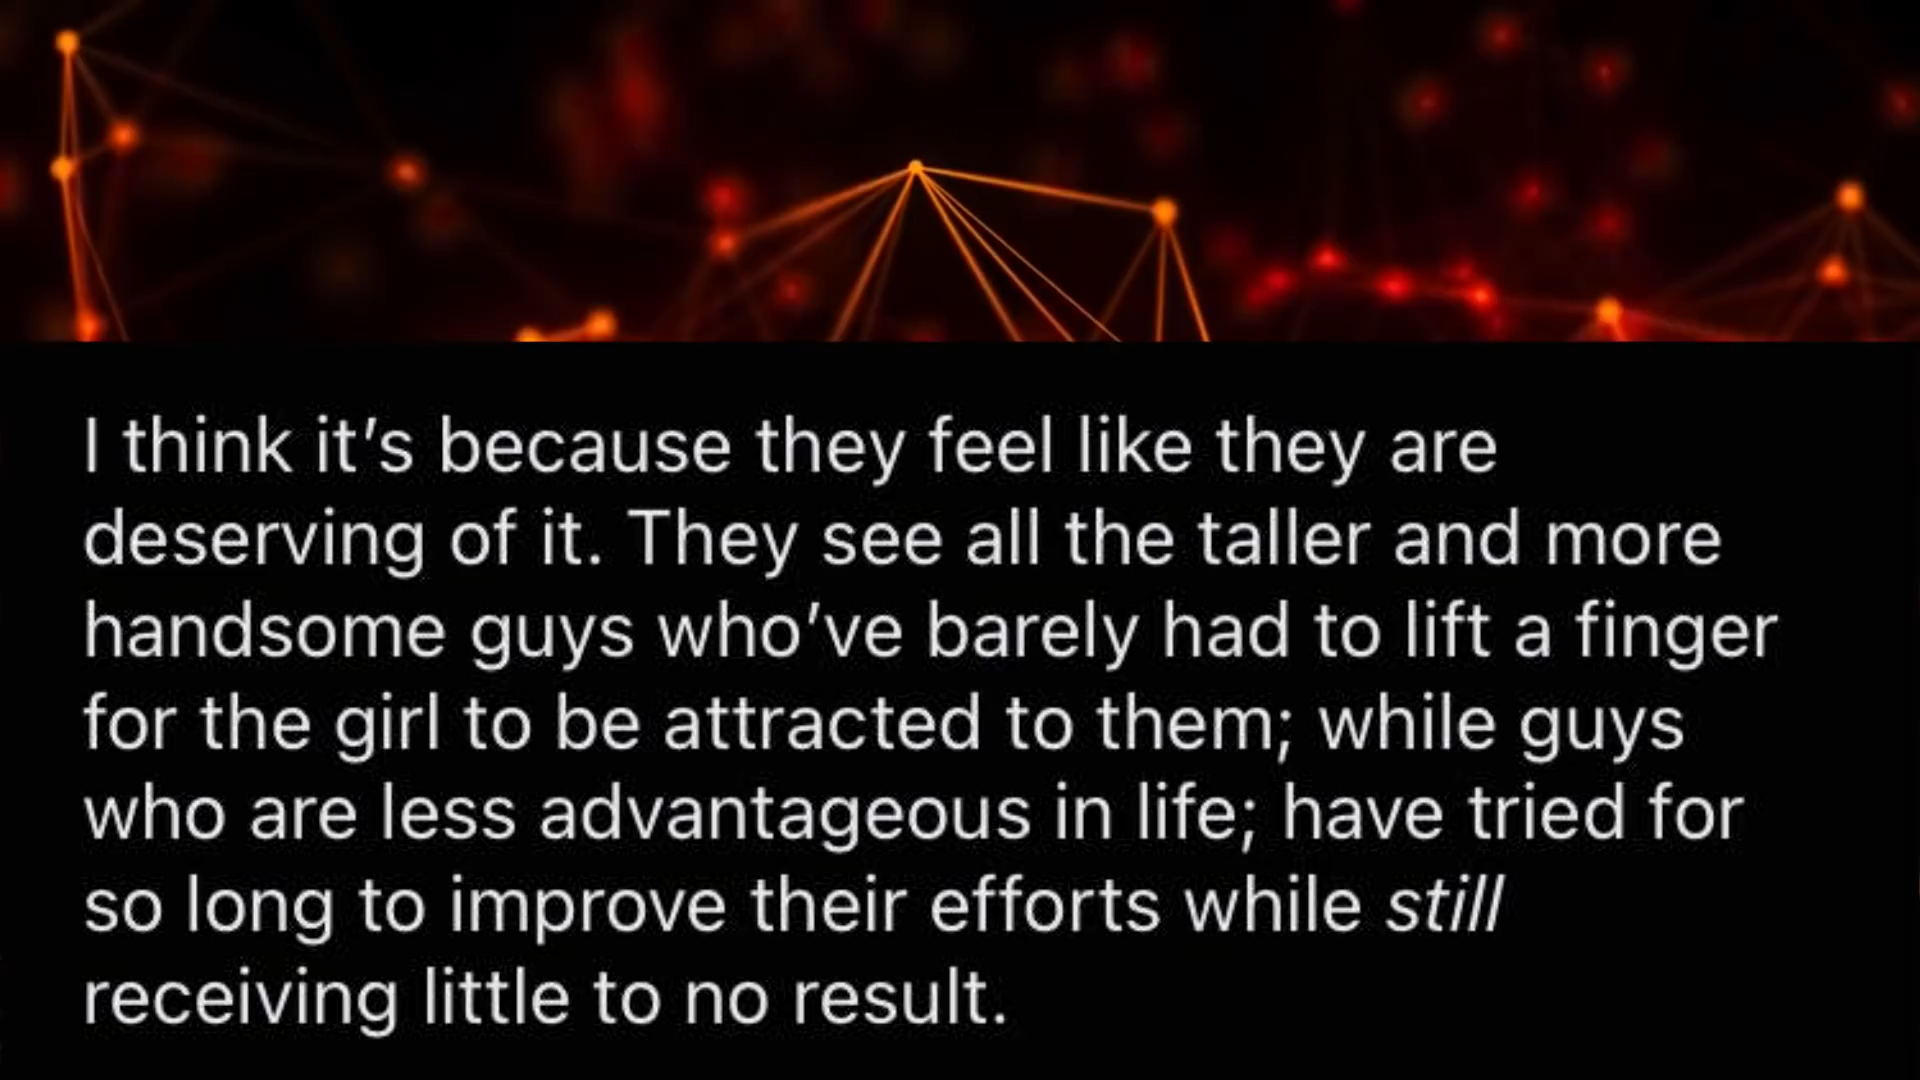 I think it’s because they feel like they are
deserving of it. They see all the taller and more
handsome guys who’ve barely had to lift a finger
for the girl to be attracted to them; while guys
who are less advantageous in life; have tried for
so long to improve their efforts while still
receiving little to no result.